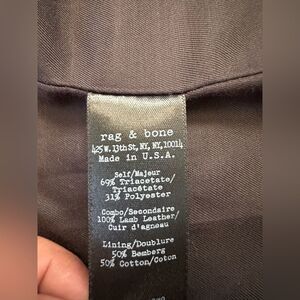 rag & bone
425 W. 13th St, NY, NY, 10014
Made in U.S.A.
Self/Majeur
69% Triacetate/
Triacétate
31% Polyester
Combo/Secondaire
100% Lamb Leather/
Cuir d'agneau
Lining/Doublure
50% Bemberg
50% Cotton/Coton